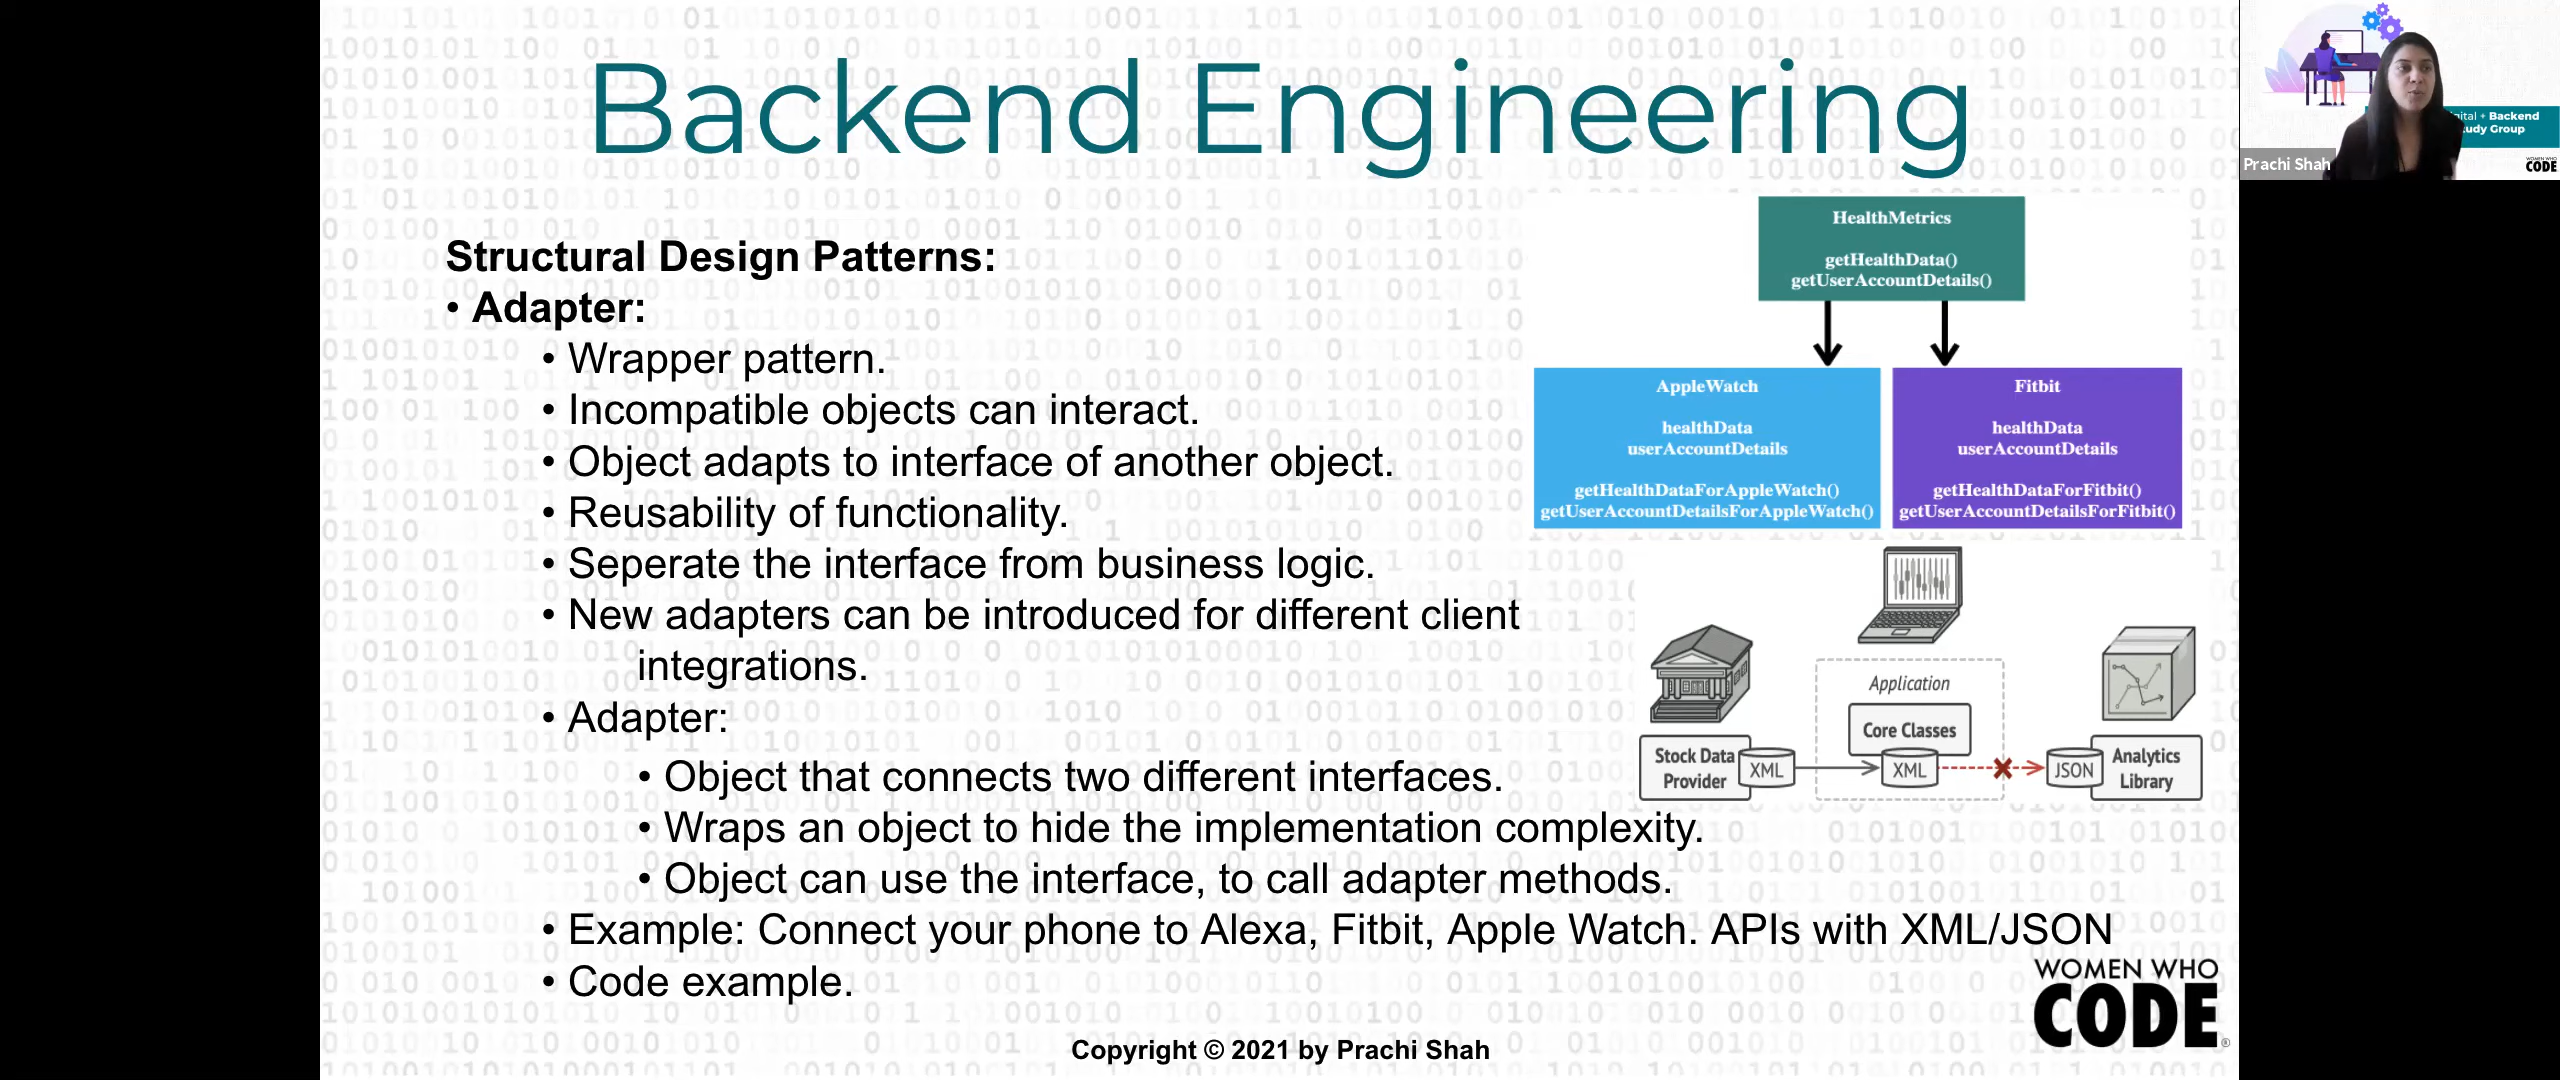 Backend Engineering
Structural Design Patterns:
• Adapter:
• Wrapper pattern.
• Incompatible objects can interact.
• Object adapts to interface of another object.
• Reusability of functionality.
• Seperate the interface from business logic.
• New adapters can be introduced for different client
integrations.
• Adapter:
• Object that connects two different interfaces.
• Wraps an object to hide the implementation complexity.
• Object can use the interface, to call adapter methods.
• Example: Connect your phone to Alexa, Fitbit, Apple Watch. APIs with XML/JSON
• Code example.
HealthMetrics
getHealthData()
getUserAccountDetails()
AppleWatch
healthData
userAccountDetails
getHealthDataForAppleWatch()
getUserAccountDetailsForAppleWatch()
Fitbit
healthData
userAccountDetails
getHealthDataForFitbit()
getUserAccountDetailsForFitbit()
Application
Core Classes
Stock Data
Provider
XML
XML
JSON
Analytics
Library
WOMEN WHO
CODE®
Copyright © 2021 by Prachi Shah
+ Backend
Group
Prachi Shah
WOMEN WHO
CODE